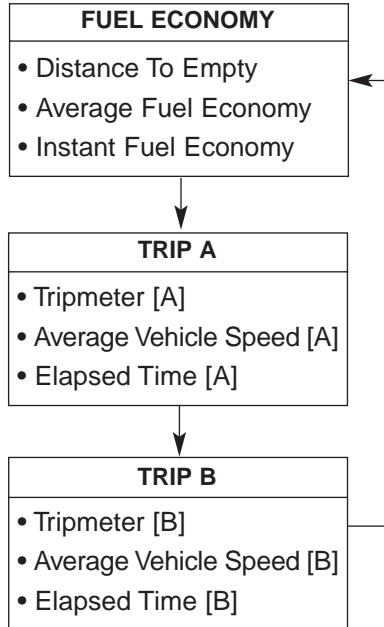 FUEL ECONOMY
• Distance To Empty
• Average Fuel Economy
• Instant Fuel Economy
TRIP A
• Tripmeter [A]
• Average Vehicle Speed [A]
• Elapsed Time [A]
TRIP B
• Tripmeter [B]
• Average Vehicle Speed [B]
• Elapsed Time [B]